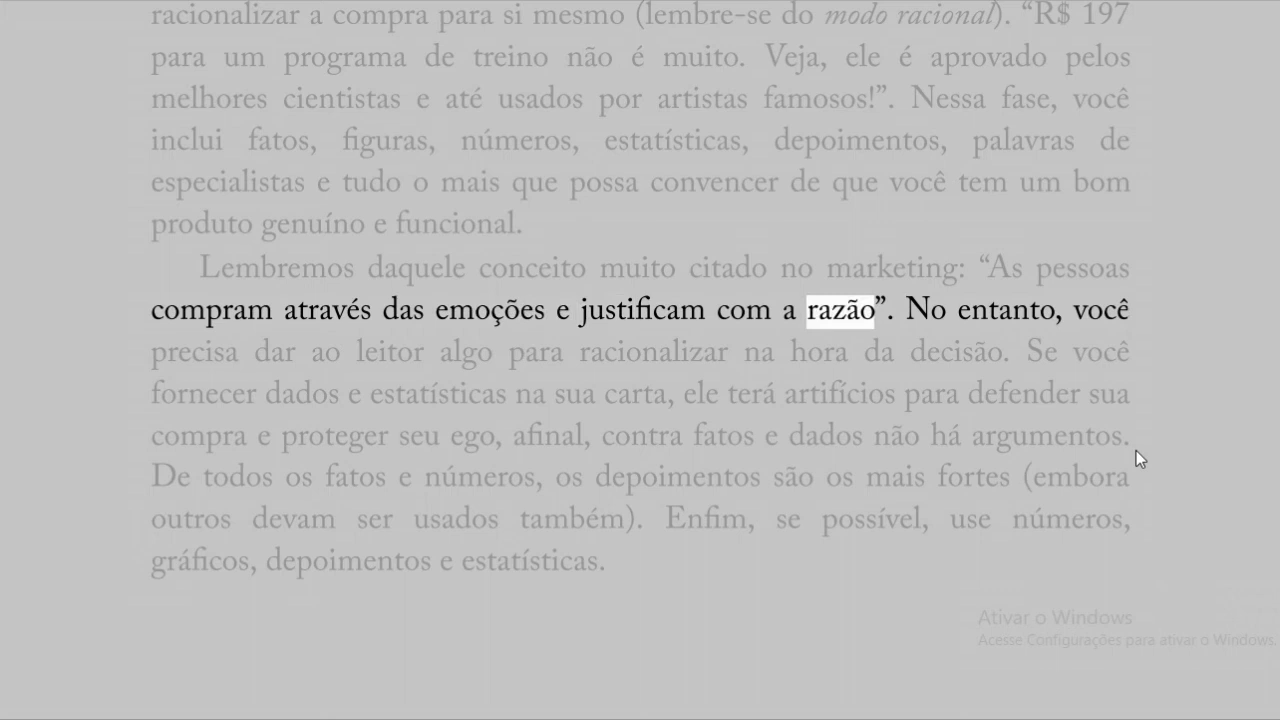 racionalizar a compra para si mesmo (lembre-se do modo racional). “R$ 197
para um programa de treino não é muito. Veja, ele é aprovado pelos
melhores cientistas e até usados por artistas famosos!”. Nessa fase, você
inclui fatos, figuras, números, estatísticas, depoimentos, palavras de
especialistas e tudo o mais que possa convencer de que você tem um bom
produto genuíno e funcional.
Lembremos daquele conceito muito citado no marketing: “As pessoas
compram através das emoções e justificam com a razão”. No entanto, você
precisa dar ao leitor algo para racionalizar na hora da decisão. Se você
fornecer dados e estatísticas na sua carta, ele terá artifícios para defender sua
compra e proteger seu ego, afinal, contra fatos e dados não há argumentos.
De todos os fatos e números, os depoimentos são os mais fortes (embora
outros devam ser usados também). Enfim, se possível, use números,
gráficos, depoimentos e estatísticas.
Ativar o Windows
Acesse Configurações para ativar o Windows.